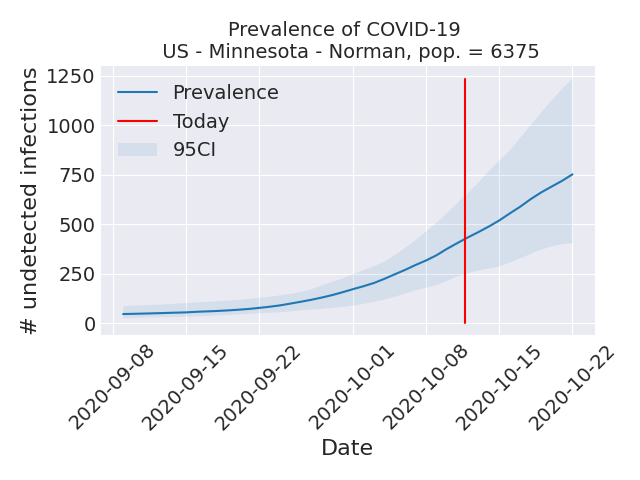 Prevalence of COVID-19
US - Minnesota - Norman, pop. = 6375
# undetected infections
1250
1000
750
500
250
0
Prevalence
Today
95CI
2020-09-08
2020-09-15
2020-09-22
2020-10-01
2020-10-08
2020-10-15
2020-10-22
Date